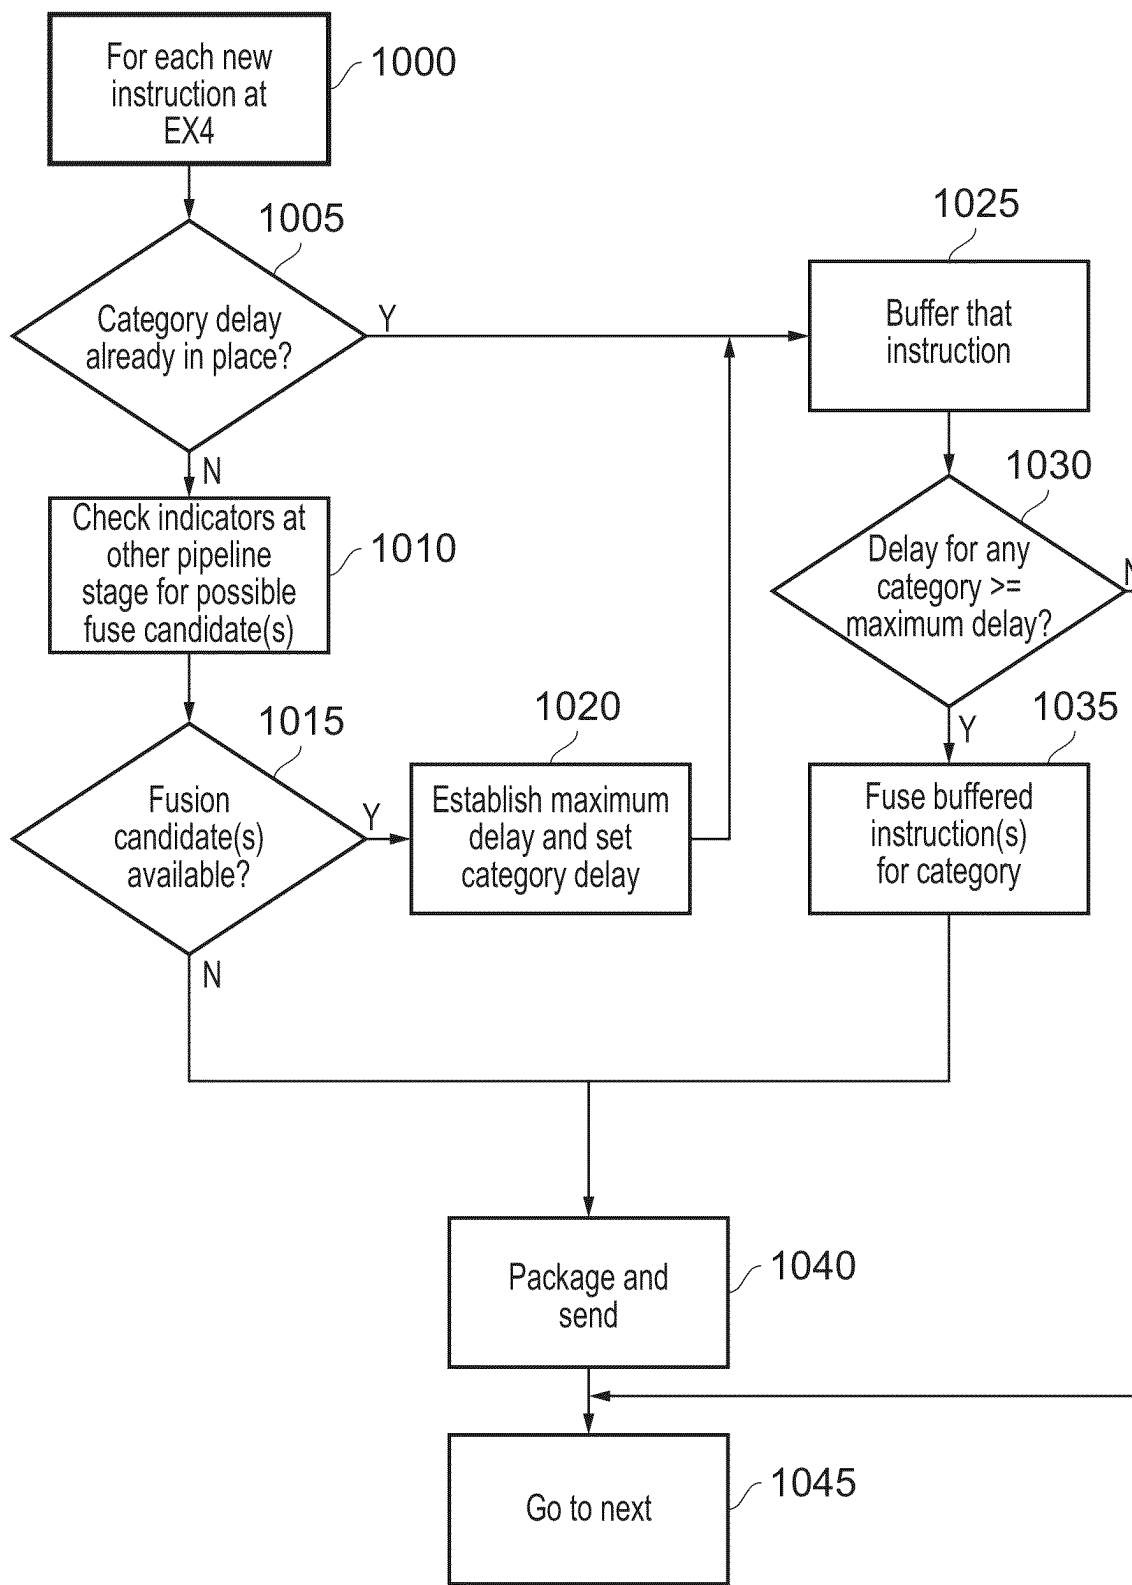 For each new
instruction at
EX4
1000
1005
Category delay
already in place?
Y
N
Check indicators at
other pipeline
stage for possible
fuse candidate(s)
1010
1015
Fusion
candidate(s)
available?
Y
N
1020
Establish maximum
delay and set
category delay
1025
Buffer that
instruction
1030
Delay for any
category >=
maximum delay?
N
Y
1035
Fuse buffered
instruction(s)
for category
Package and
send
1040
Go to next
1045